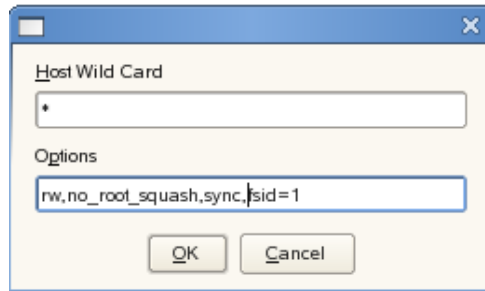 Host Wild Card
*
Options
rw,no_root_squash,sync,fsid=1
OK
Cancel